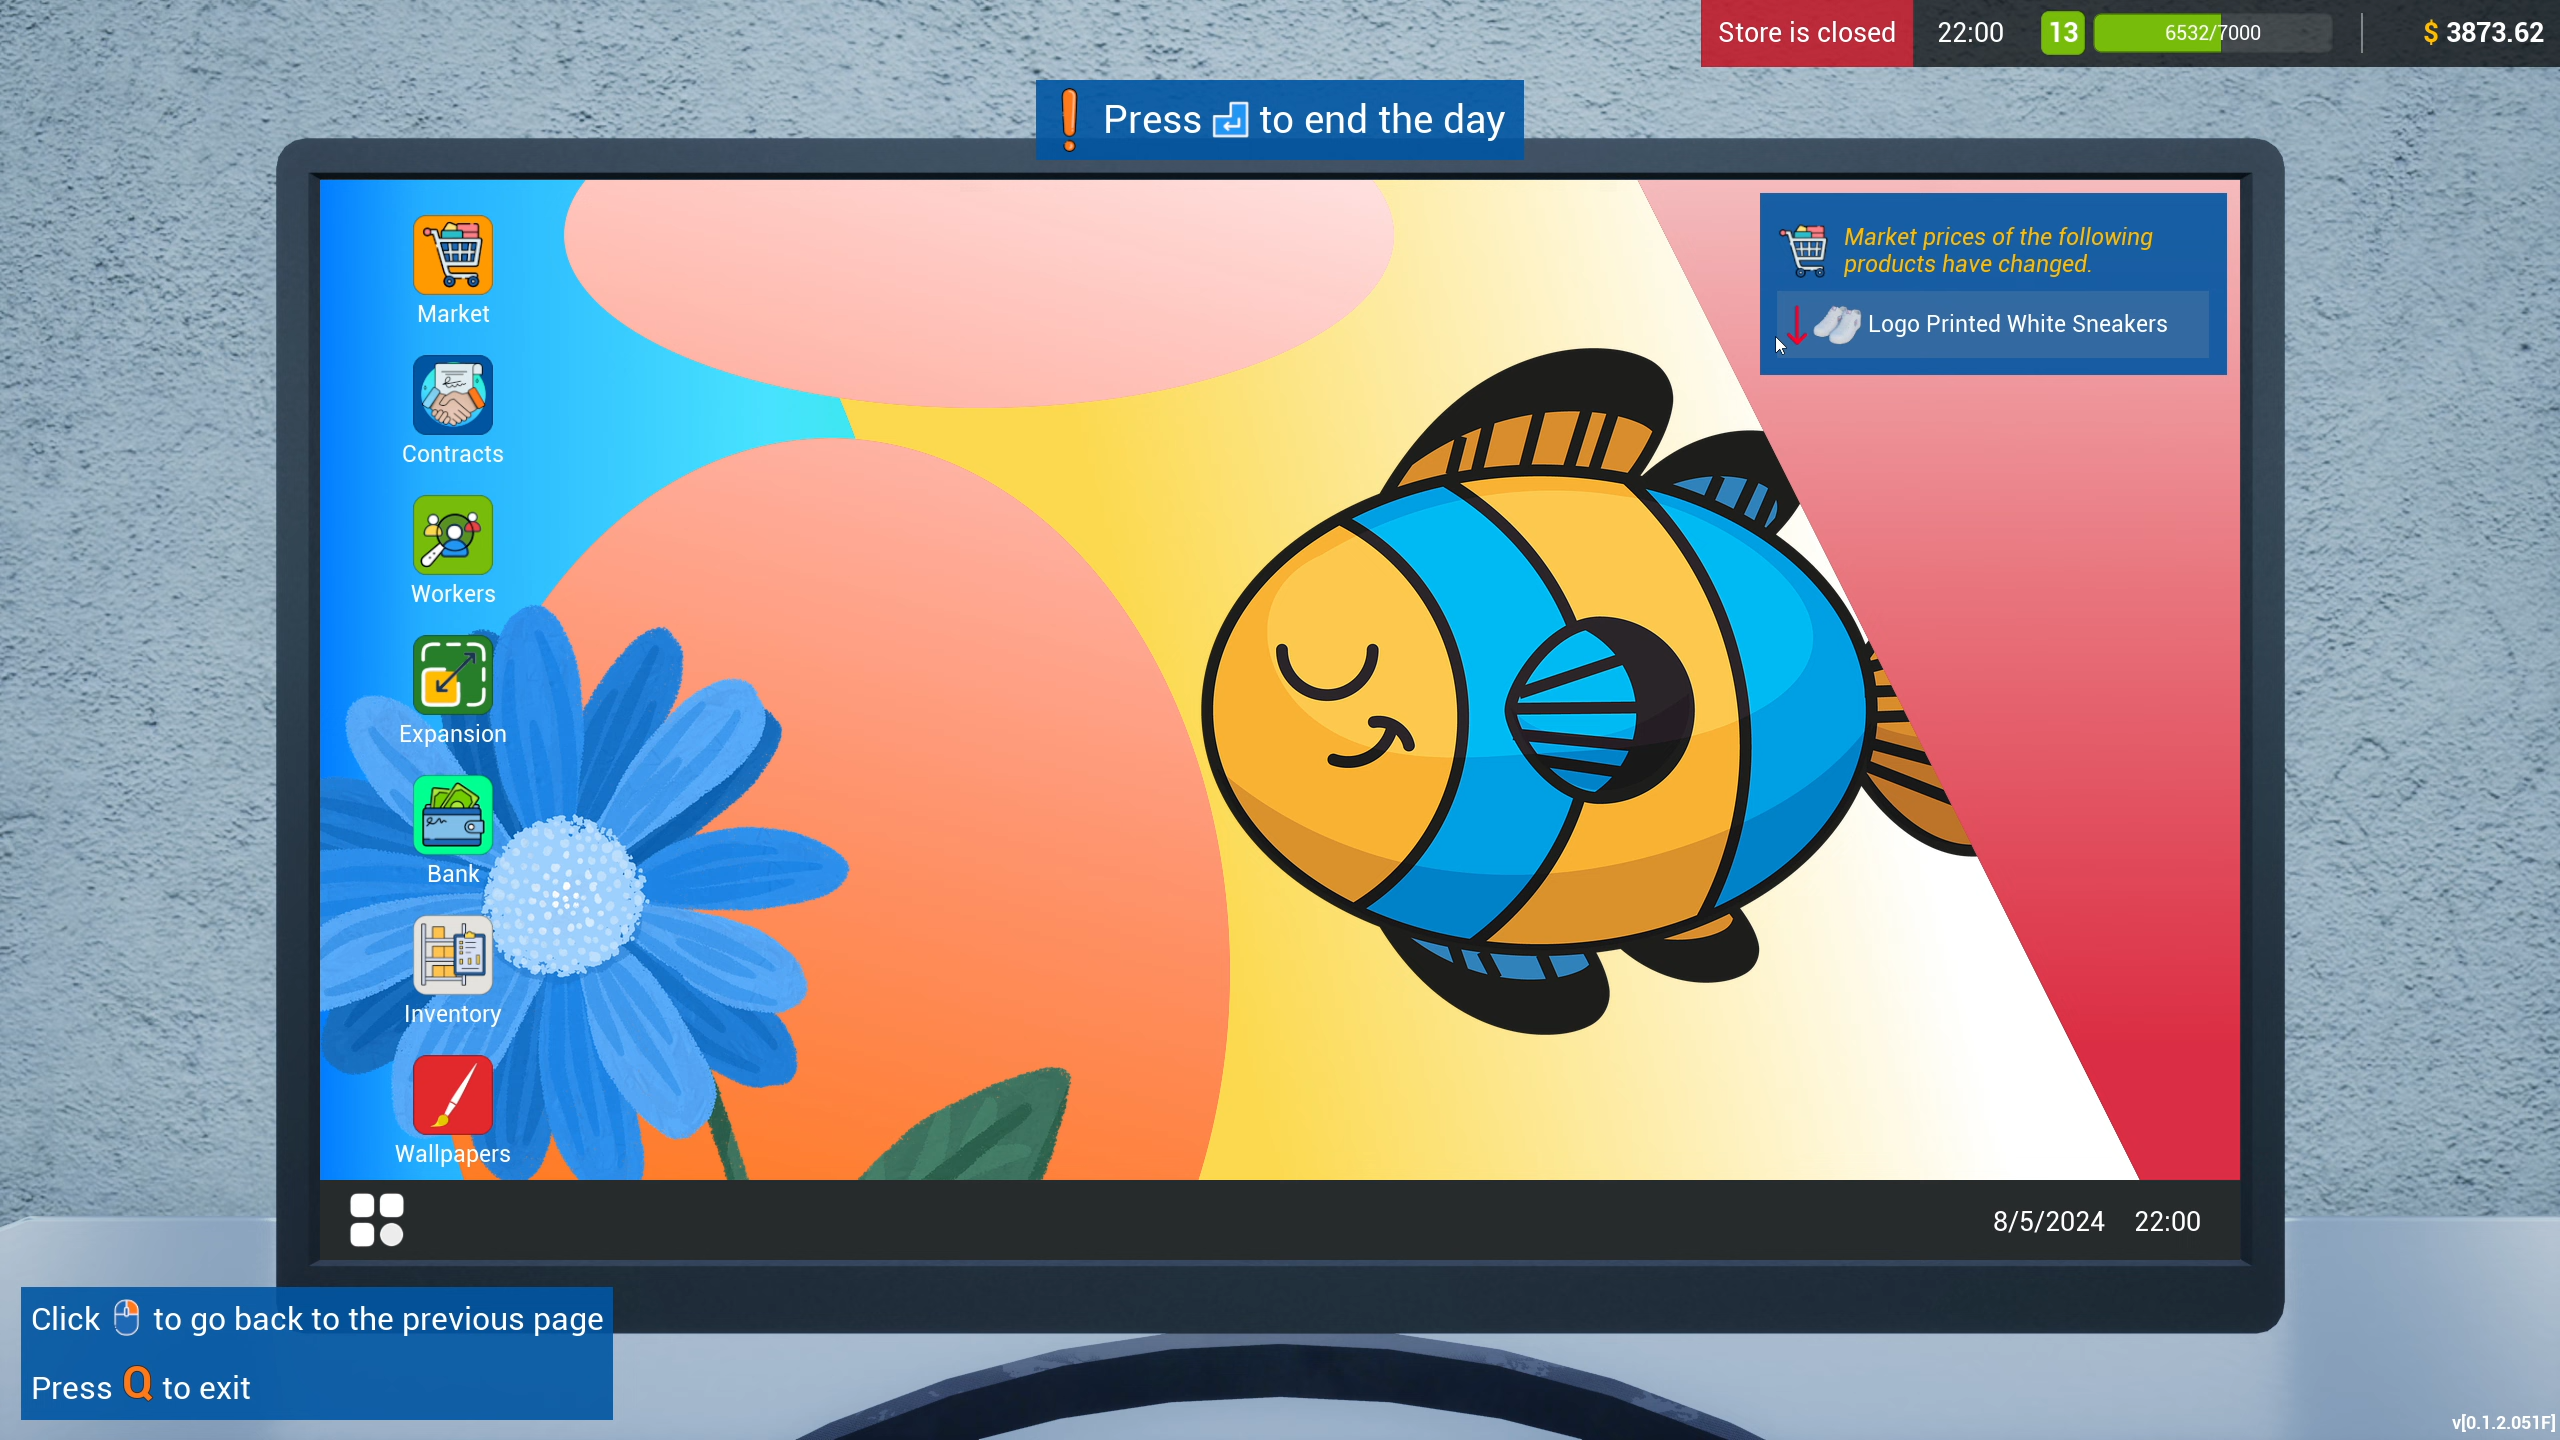 Store is closed 22:00 13 6532/7000 $ 3873.62
Press to end the day
Market
Contracts
Workers
Expansion
Bank
Inventory
Wallpapers
Market prices of the following
products have changed.
Logo Printed White Sneakers
8/5/2024 22:00
Click to go back to the previous page
Press Q to exit
v[0.1.2.051F]